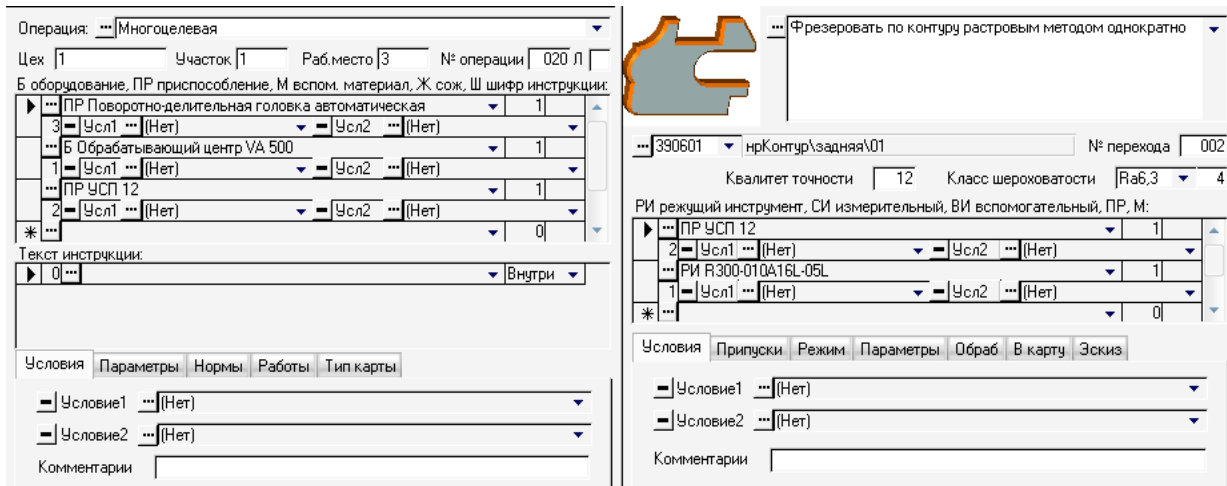 Операция: ... Многоцелевая
Цех 1 Участок 1 Раб.место 3 № операции 020 Л
Б оборудование, ПР приспособление, М вспом. материал, Ж сож, Ш шифр инструкции:
... ПР Поворотно-делительная головка автоматическая 1
3 Усл1 ... (Нет) Усл2 ... (Нет)
... Б Обрабатывающий центр VA 500 1
1 Усл1 ... (Нет) Усл2 ... (Нет)
... ПР УСП 12 1
2 Усл1 ... (Нет) Усл2 ... (Нет)
* ... 0
Текст инструкции:
0 ... Внутри
Условия Параметры Нормы Работы Тип карты
Условие1 ... (Нет)
Условие2 ... (Нет)
Комментарии
... Фрезеровать по контуру растровым методом однократно
... 390601 нрКонтур\задняя\01 № перехода 002
Квалитет точности 12 Класс шероховатости Ra6,3 4
РИ режущий инструмент, СИ измерительный, ВИ вспомогательный, ПР, М:
... ПР УСП 12 1
2 Усл1 ... (Нет) Усл2 ... (Нет)
... РИ R300-010A16L-05L 1
1 Усл1 ... (Нет) Усл2 ... (Нет)
* ... 0
Условия Припуски Режим Параметры Обраб В карту Эскиз
Условие1 ... (Нет)
Условие2 ... (Нет)
Комментарии